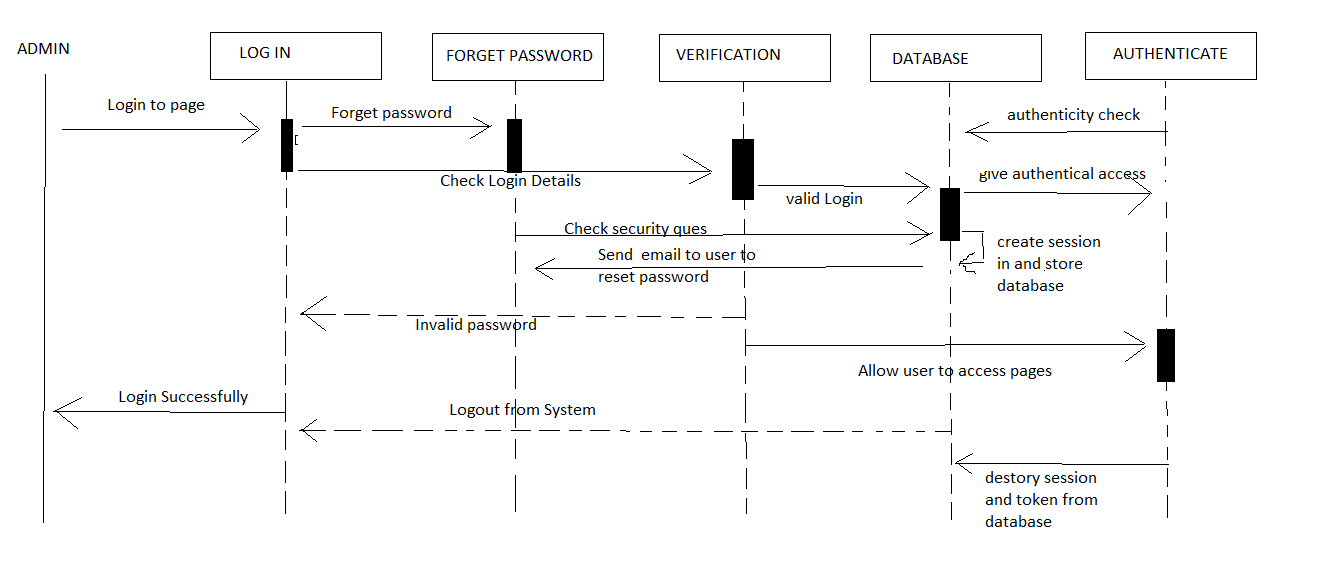 ADMIN
LOG IN
FORGET PASSWORD
VERIFICATION
DATABASE
AUTHENTICATE
Login to page
Forget password
authenticity check
Check Login Details
give authentical access
valid Login
Check security ques
create session
in and store
database
Send email to user to
reset password
Invalid password
Allow user to access pages
Login Successfully
Logout from System
destory session
and token from
database